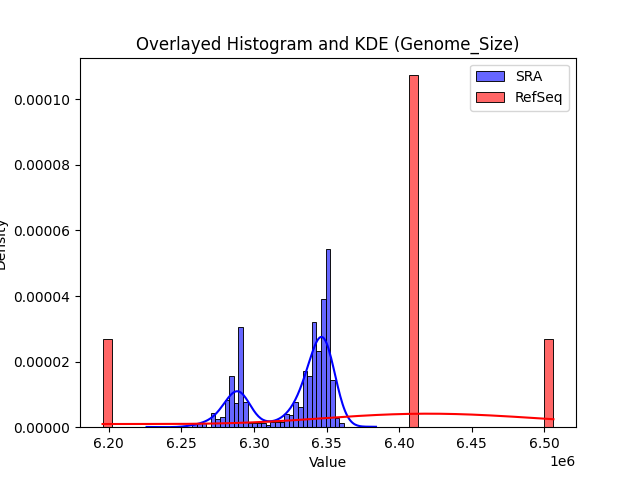 Overlayed Histogram and KDE (Genome_Size)
SRA
RefSeq
0.00010
0.00008
0.00006
0.00004
0.00002
0.00000
Density
6.20 6.25 6.30 6.35 6.40 6.45 6.50
1e6
Value